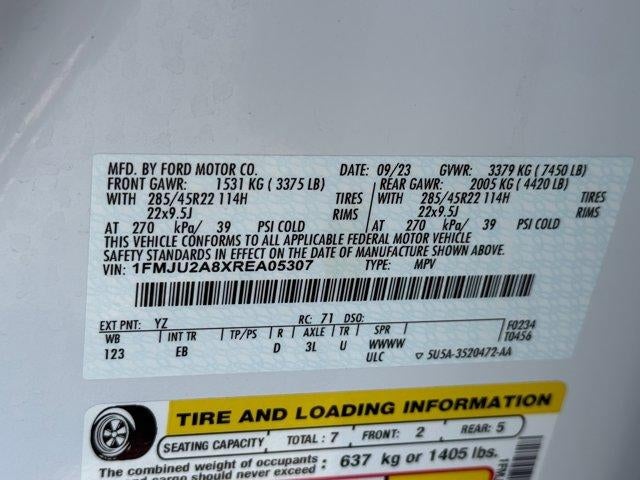 MFD. BY FORD MOTOR CO. DATE: 09/23 GVWR: 3379 KG ( 7450 LB)
FRONT GAWR: 1531 KG ( 3375 LB) REAR GAWR: 2005 KG ( 4420 LB)
WITH 285/45R22 114H TIRES WITH 285/45R22 114H TIRES
22x9.5J RIMS 22x9.5J RIMS
AT 270 kPa/ 39 PSI COLD AT 270 kPa/ 39 PSI COLD
THIS VEHICLE CONFORMS TO ALL APPLICABLE FEDERAL MOTOR VEHICLE
SAFETY STANDARDS IN EFFECT ON THE DATE OF MANUFACTURE SHOWN ABOVE.
VIN: 1FMJU2A8XREA05307 TYPE: MPV
EXT PNT: YZ RC: 71 DSO: F0234
WB INT TR TP/PS R AXLE TR SPR T0456
123 EB D 3L U WWWW
ULC ▽ 5U5A-3520472-AA
TIRE AND LOADING INFORMATION
SEATING CAPACITY TOTAL : 7 FRONT: 2 REAR: 5
The combined weight of occupants : 637 kg or 1405 lbs.
and cargo should never exceed